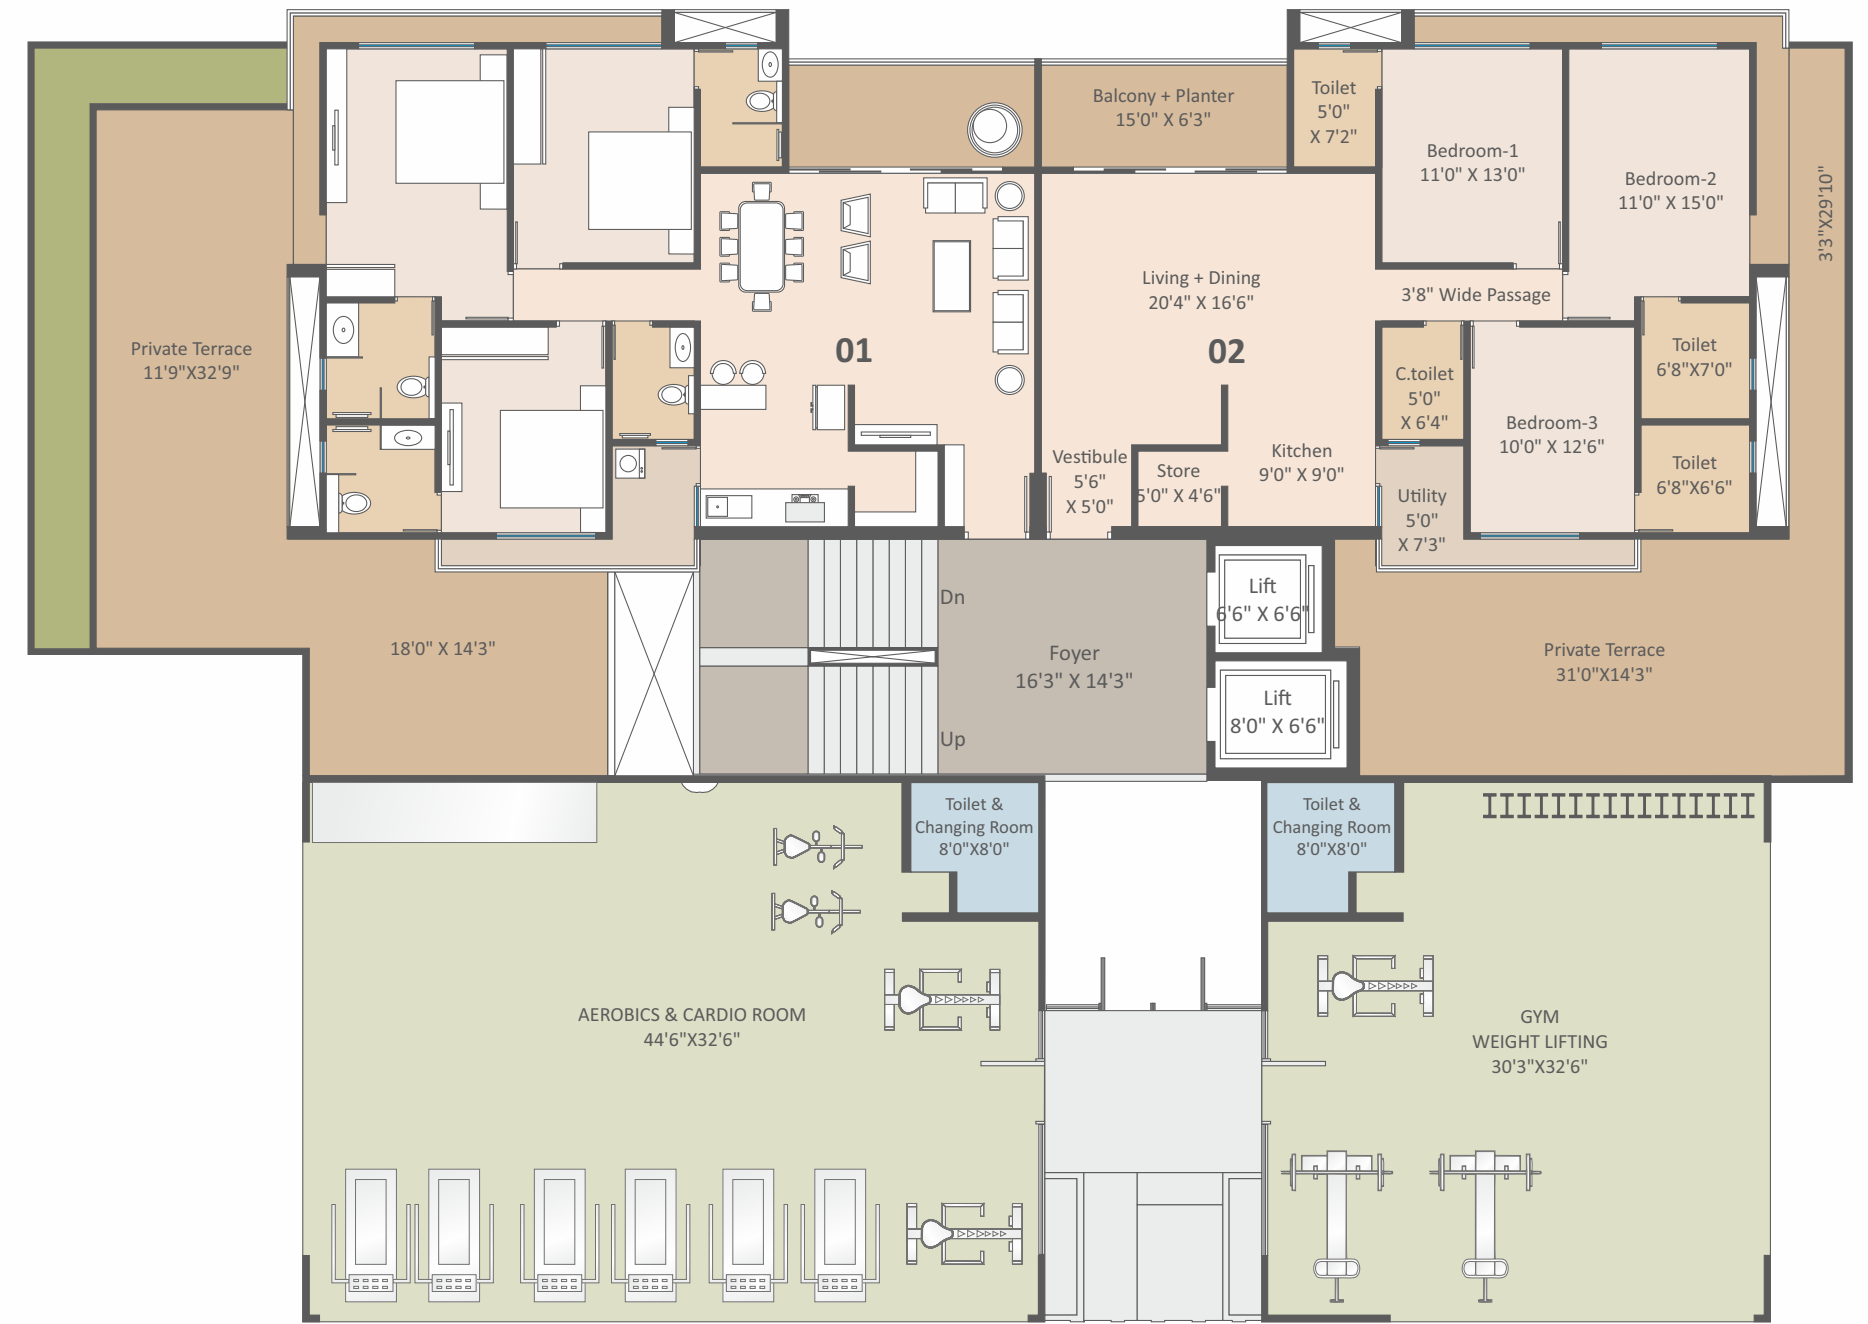 Balcony + Planter
15'0" X 6'3"
Toilet
5'0"
X 7'2"
Bedroom-1
11'0" X 13'0"
Bedroom-2
11'0" X 15'0"
3'3"X29'10"
Living + Dining
20'4" X 16'6"
3'8" Wide Passage
01
02
Private Terrace
11'9"X32'9"
C.toilet
5'0"
X 6'4"
Toilet
6'8"X7'0"
Bedroom-3
10'0" X 12'6"
Kitchen
9'0" X 9'0"
Vestibule
5'6"
X 5'0"
Store
5'0" X 4'6"
Toilet
6'8"X6'6"
Utility
5'0"
X 7'3"
Dn
Lift
6'6" X 6'6"
18'0" X 14'3"
Foyer
16'3" X 14'3"
Private Terrace
31'0"X14'3"
Lift
8'0" X 6'6"
Up
Toilet &
Changing Room
8'0"X8'0"
Toilet &
Changing Room
8'0"X8'0"
AEROBICS & CARDIO ROOM
44'6"X32'6"
GYM
WEIGHT LIFTING
30'3"X32'6"